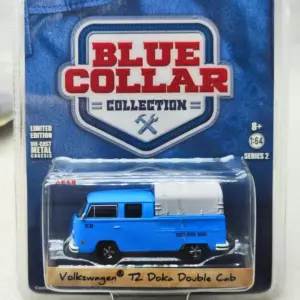 BLUE
COLLAR
COLLECTION
LIMITED
EDITION
DIE-CAST
METAL
CHASSIS
8+
1:64
SERIES 2
Volkswagen® T2 Doka Double Cab